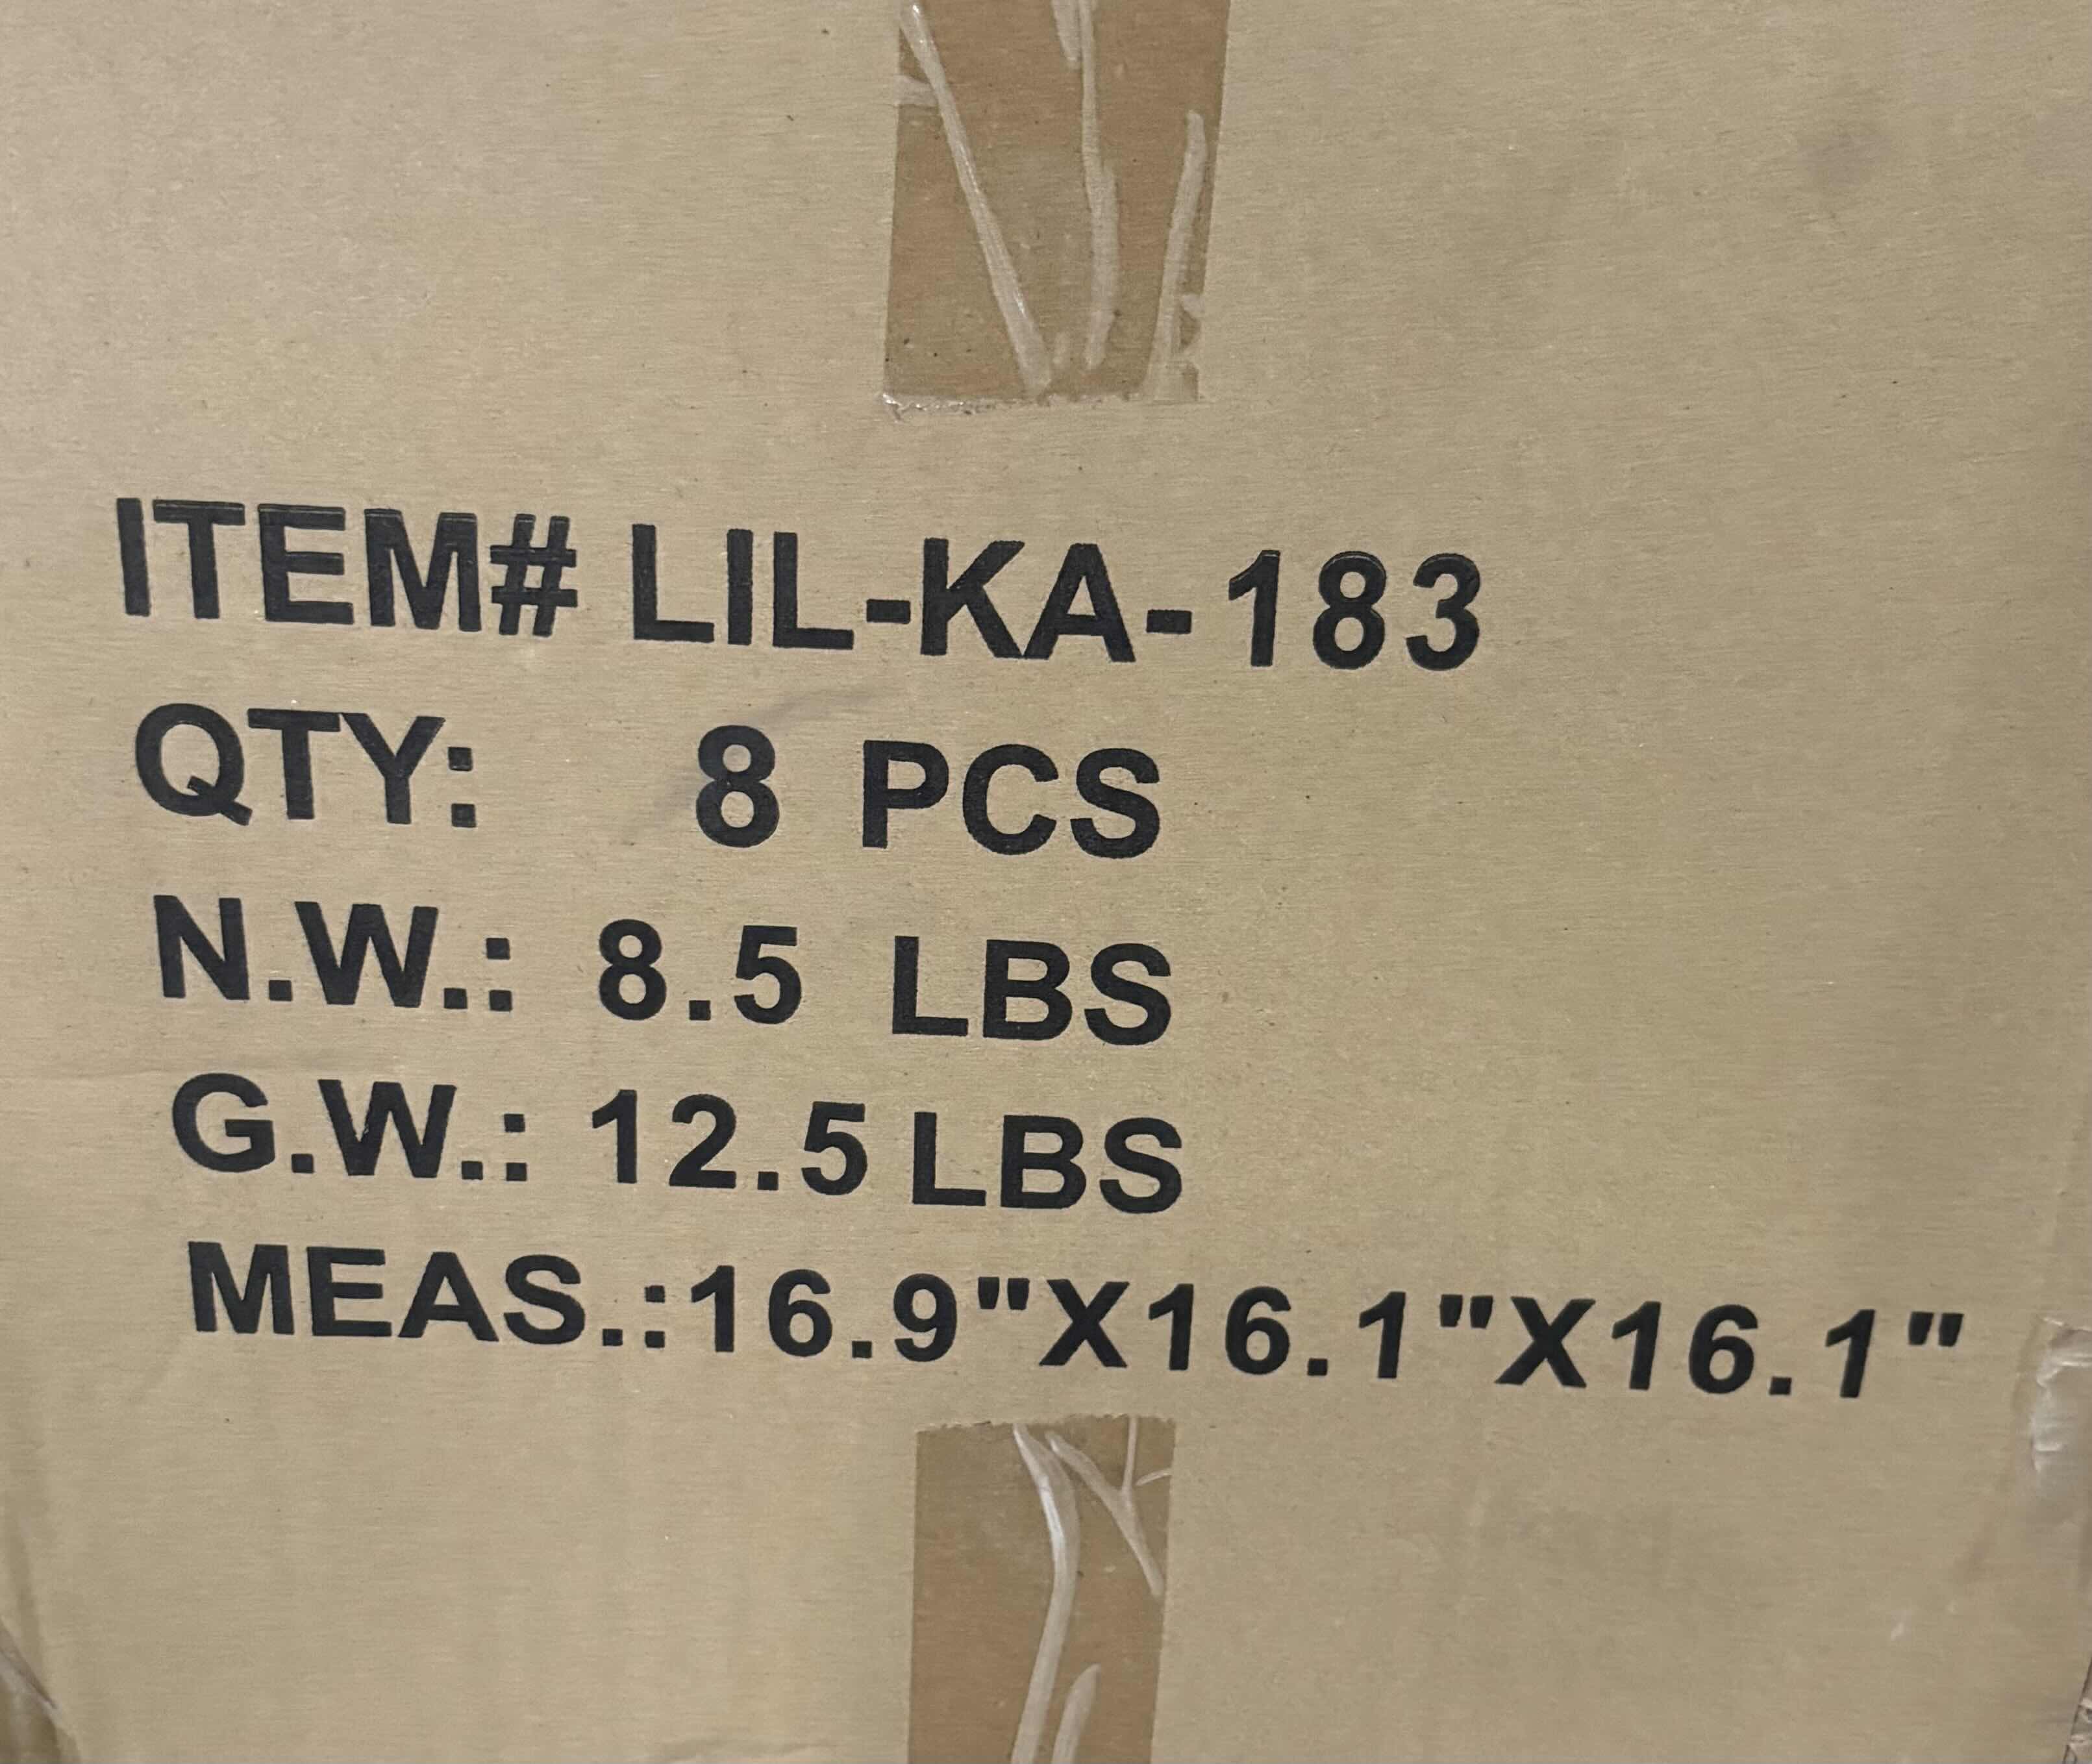 ITEM# LIL-KA-183
QTY: 8 PCS
N.W.: 8.5 LBS
G.W.: 12.5 LBS
MEAS.:16.9"X16.1"X16.1"